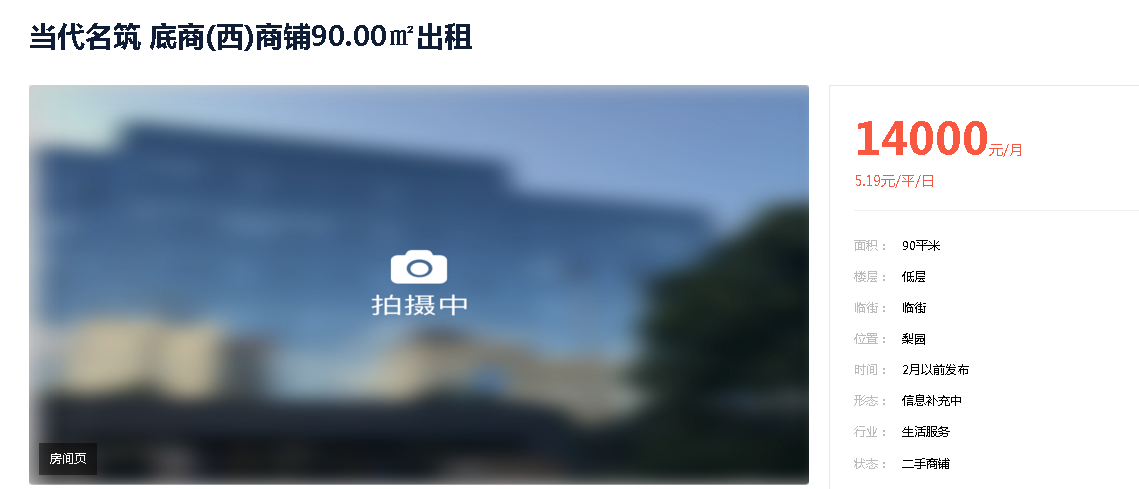 当代名筑 底商(西)商铺90.00㎡出租
拍摄中
房间页
14000元/月
5.19元/平/日
面积： 90平米
楼层： 低层
临街： 临街
位置： 梨园
时间： 2月以前发布
形态： 信息补充中
行业： 生活服务
状态： 二手商铺